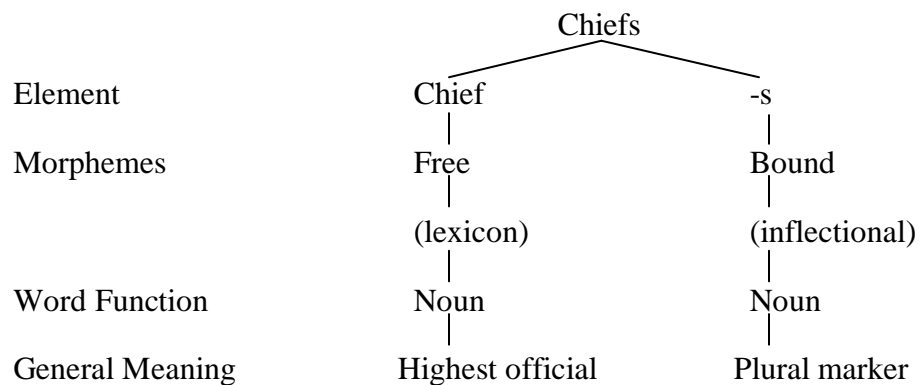 Chiefs
Element Chief -s
Morphemes Free Bound
(lexicon) (inflectional)
Word Function Noun Noun
General Meaning Highest official Plural marker